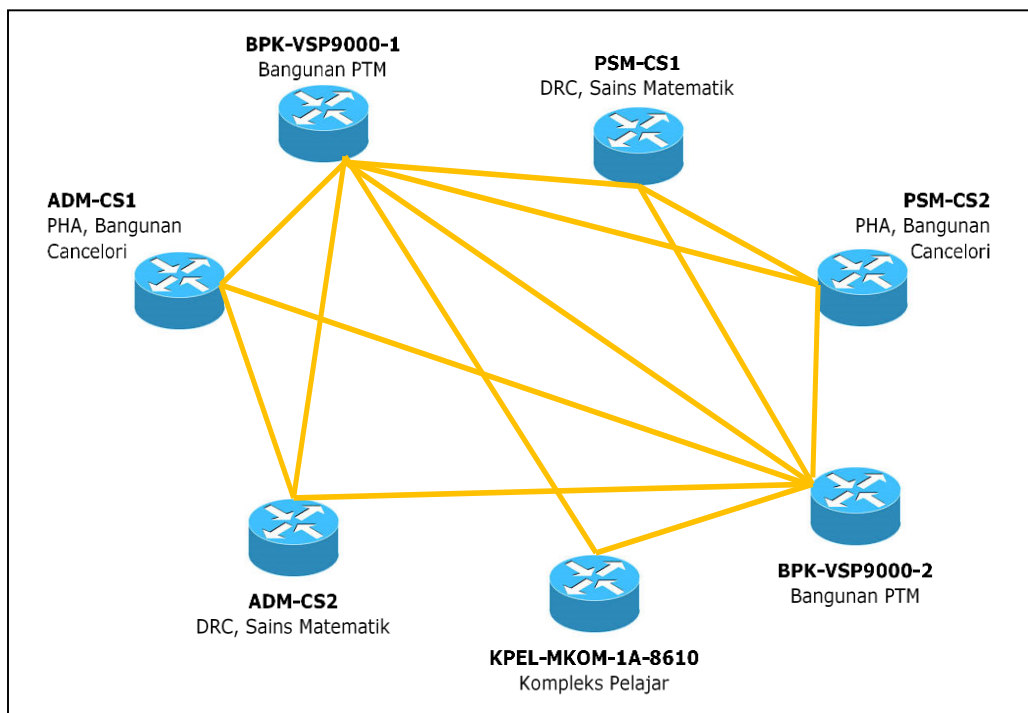 BPK-VSP9000-1
Bangunan PTM
PSM-CS1
DRC, Sains Matematik
ADM-CS1
PHA, Bangunan
Cancelori
PSM-CS2
PHA, Bangunan
Cancelori
BPK-VSP9000-2
Bangunan PTM
ADM-CS2
DRC, Sains Matematik
KPEL-MKOM-1A-8610
Kompleks Pelajar